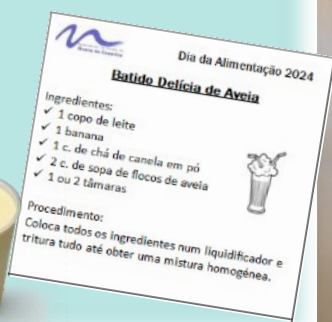 Dia da Alimentação 2024
Batido Delícia de Aveia
Ingredientes:
✓ 1 copo de leite
✓ 1 banana
✓ 1 c. de chá de canela em pó
✓ 2 c. de sopa de flocos de aveia
✓ 1 ou 2 tâmaras
Procedimento:
Coloca todos os ingredientes num liquidificador e
tritura tudo até obter uma mistura homogénea.